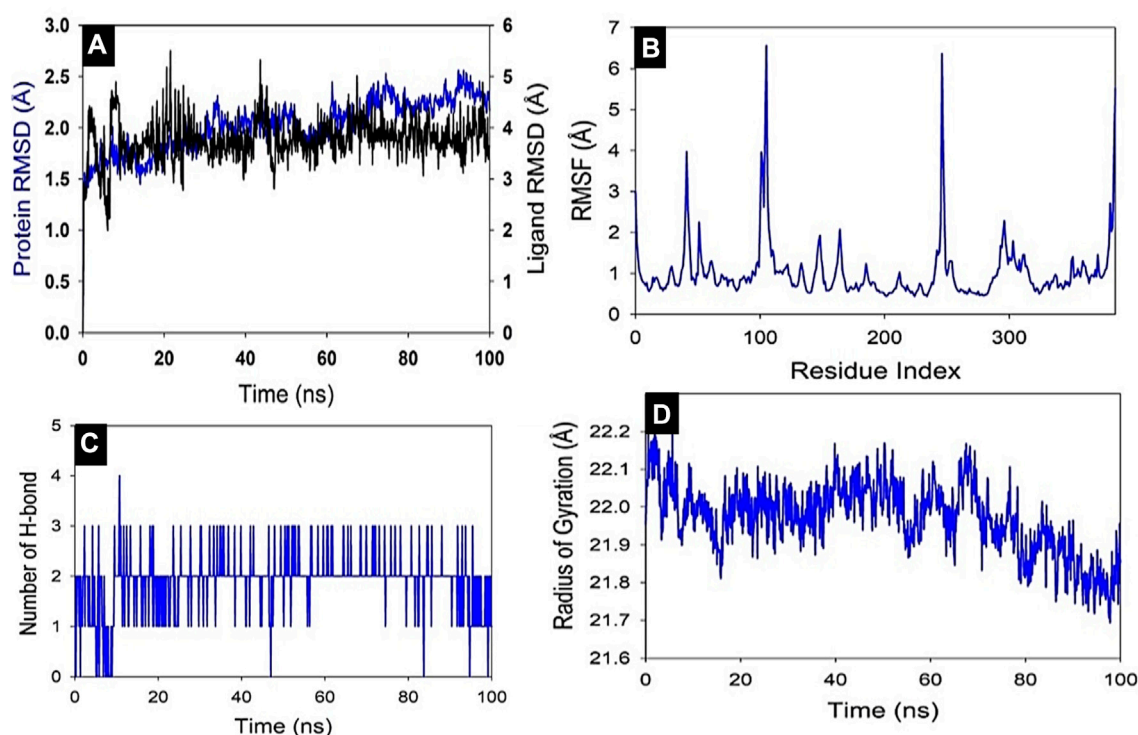 A
Protein RMSD (Å)
3.0
2.5
2.0
1.5
1.0
0.5
0.0
6
5
4
3
2
1
0
Ligand RMSD (Å)
0 20 40 60 80 100
Time (ns)
B
RMSF (Å)
7
6
5
4
3
2
1
0
0 100 200 300
Residue Index
C
Number of H-bond
5
4
3
2
1
0
0 20 40 60 80 100
Time (ns)
D
Radius of Gyration (Å)
22.2
22.1
22.0
21.9
21.8
21.7
21.6
0 20 40 60 80 100
Time (ns)